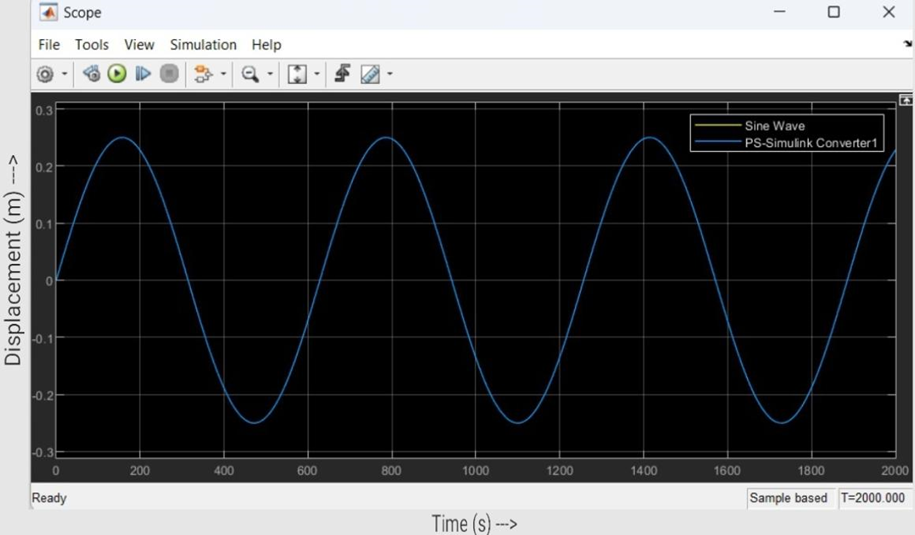 Scope
File Tools View Simulation Help
Displacement (m) --->
0.3
0.2
0.1
0
-0.1
-0.2
-0.3
Sine Wave
PS-Simulink Converter1
0 200 400 600 800 1000 1200 1400 1600 1800 2000
Ready Sample based T=2000.000
Time (s) --->